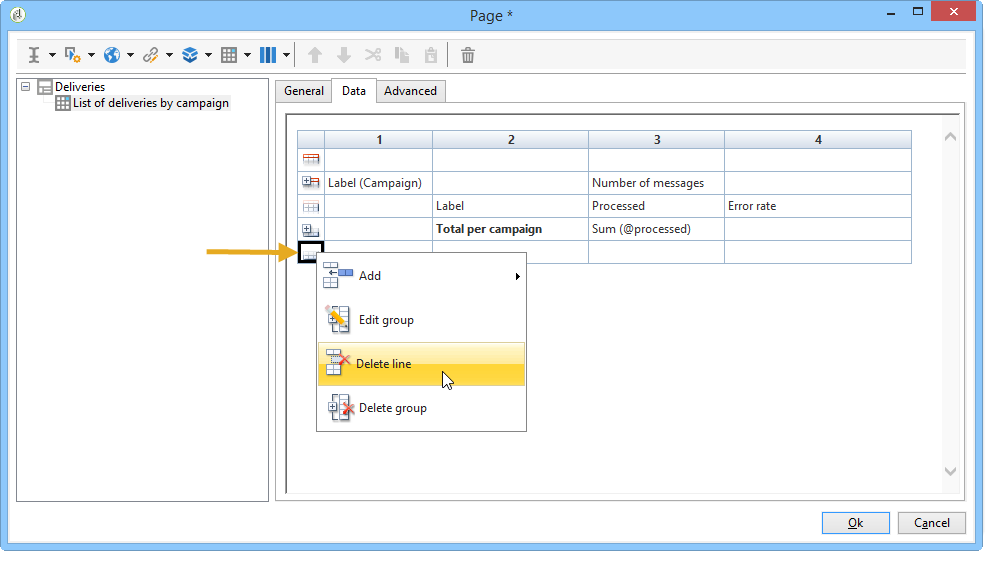 Page *
Deliveries
List of deliveries by campaign
General Data Advanced
1 2 3 4
Label (Campaign) Number of messages
Label Processed Error rate
Total per campaign Sum (@processed)
Add
Edit group
Delete line
Delete group
Ok Cancel